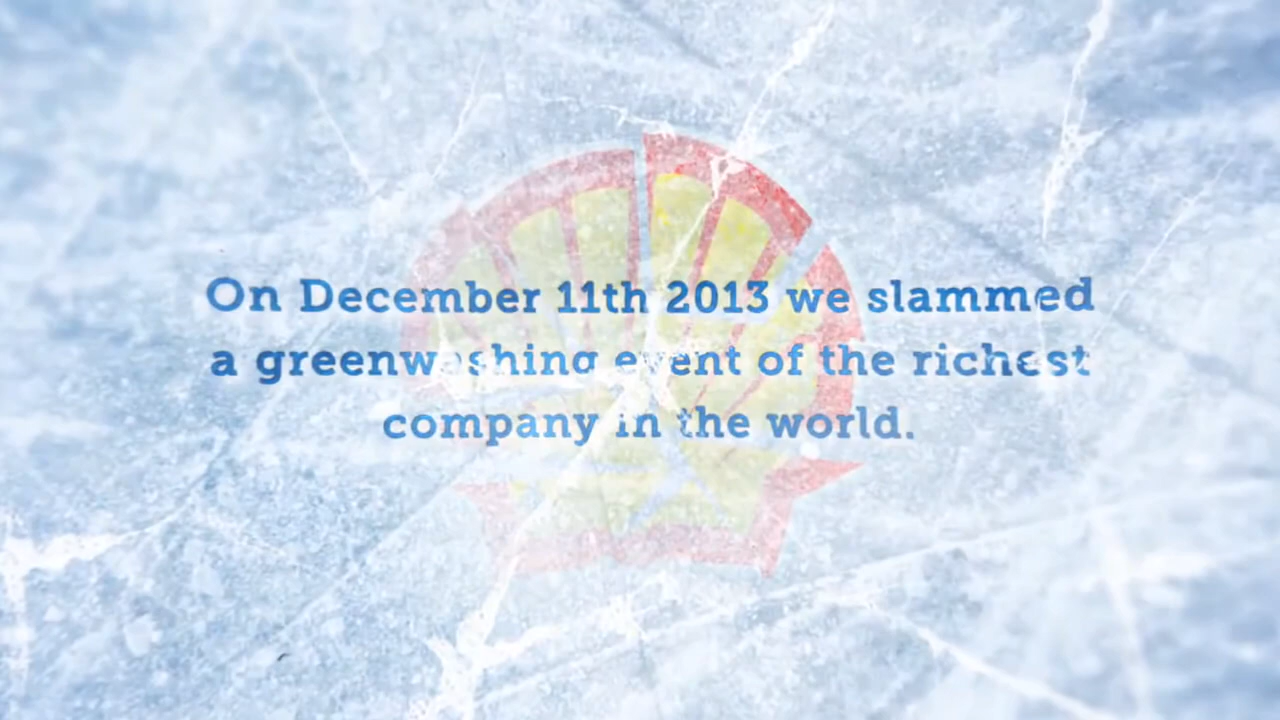 On December 11th 2013 we slammed
a greenwashing event of the richest
company in the world.